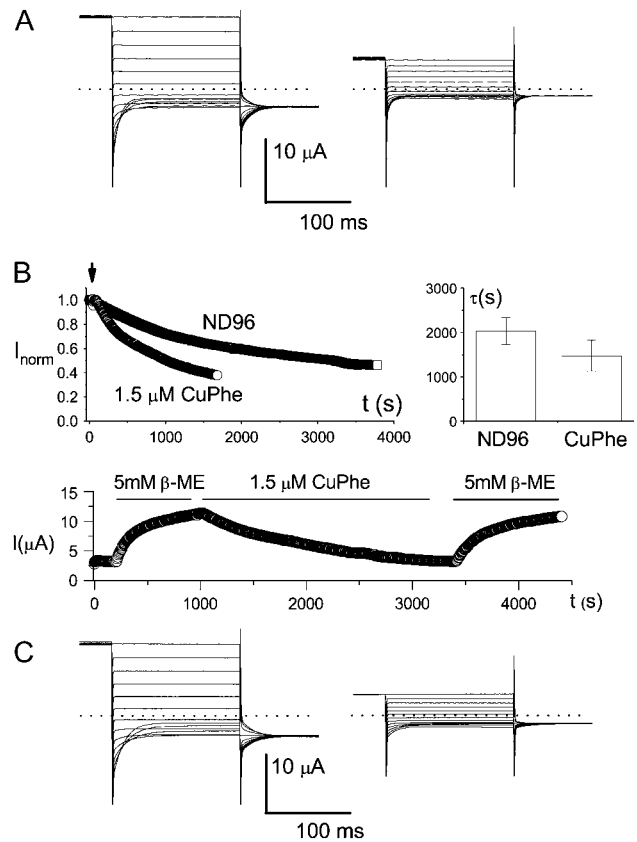 A
10 μA
100 ms
B
1.0
0.8
0.6
0.4
0.2
0.0
I norm
ND96
1.5 μM CuPhe
t (s)
0 1000 2000 3000 4000
3000
2000
1000
0
τ(s)
ND96 CuPhe
5mM β-ME 1.5 μM CuPhe 5mM β-ME
15
10
5
0
I(μA)
0 1000 2000 3000 4000
t (s)
C
10 μA
100 ms